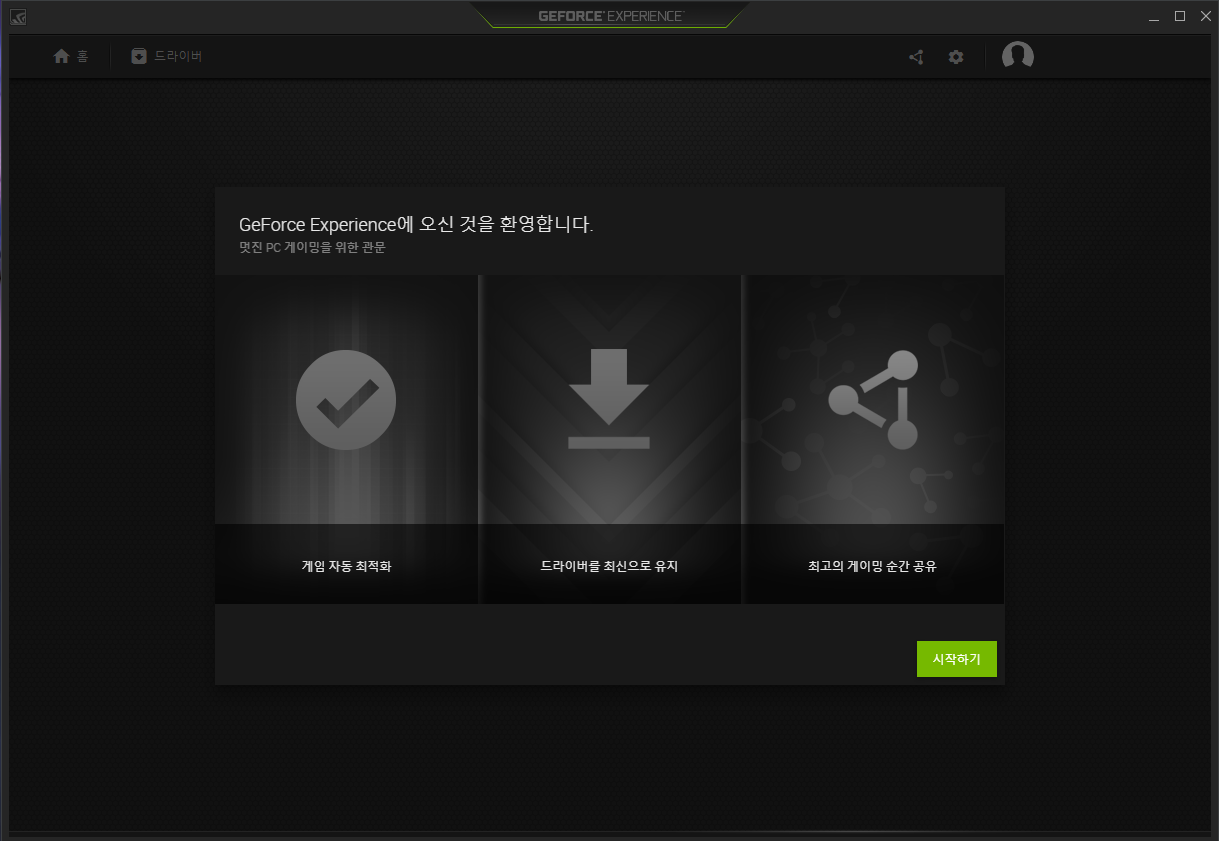 GEFORCE® EXPERIENCE™
홈
드라이버
GeForce Experience에 오신 것을 환영합니다.
멋진 PC 게이밍을 위한 관문
게임 자동 최적화
드라이버를 최신으로 유지
최고의 게이밍 순간 공유
시작하기